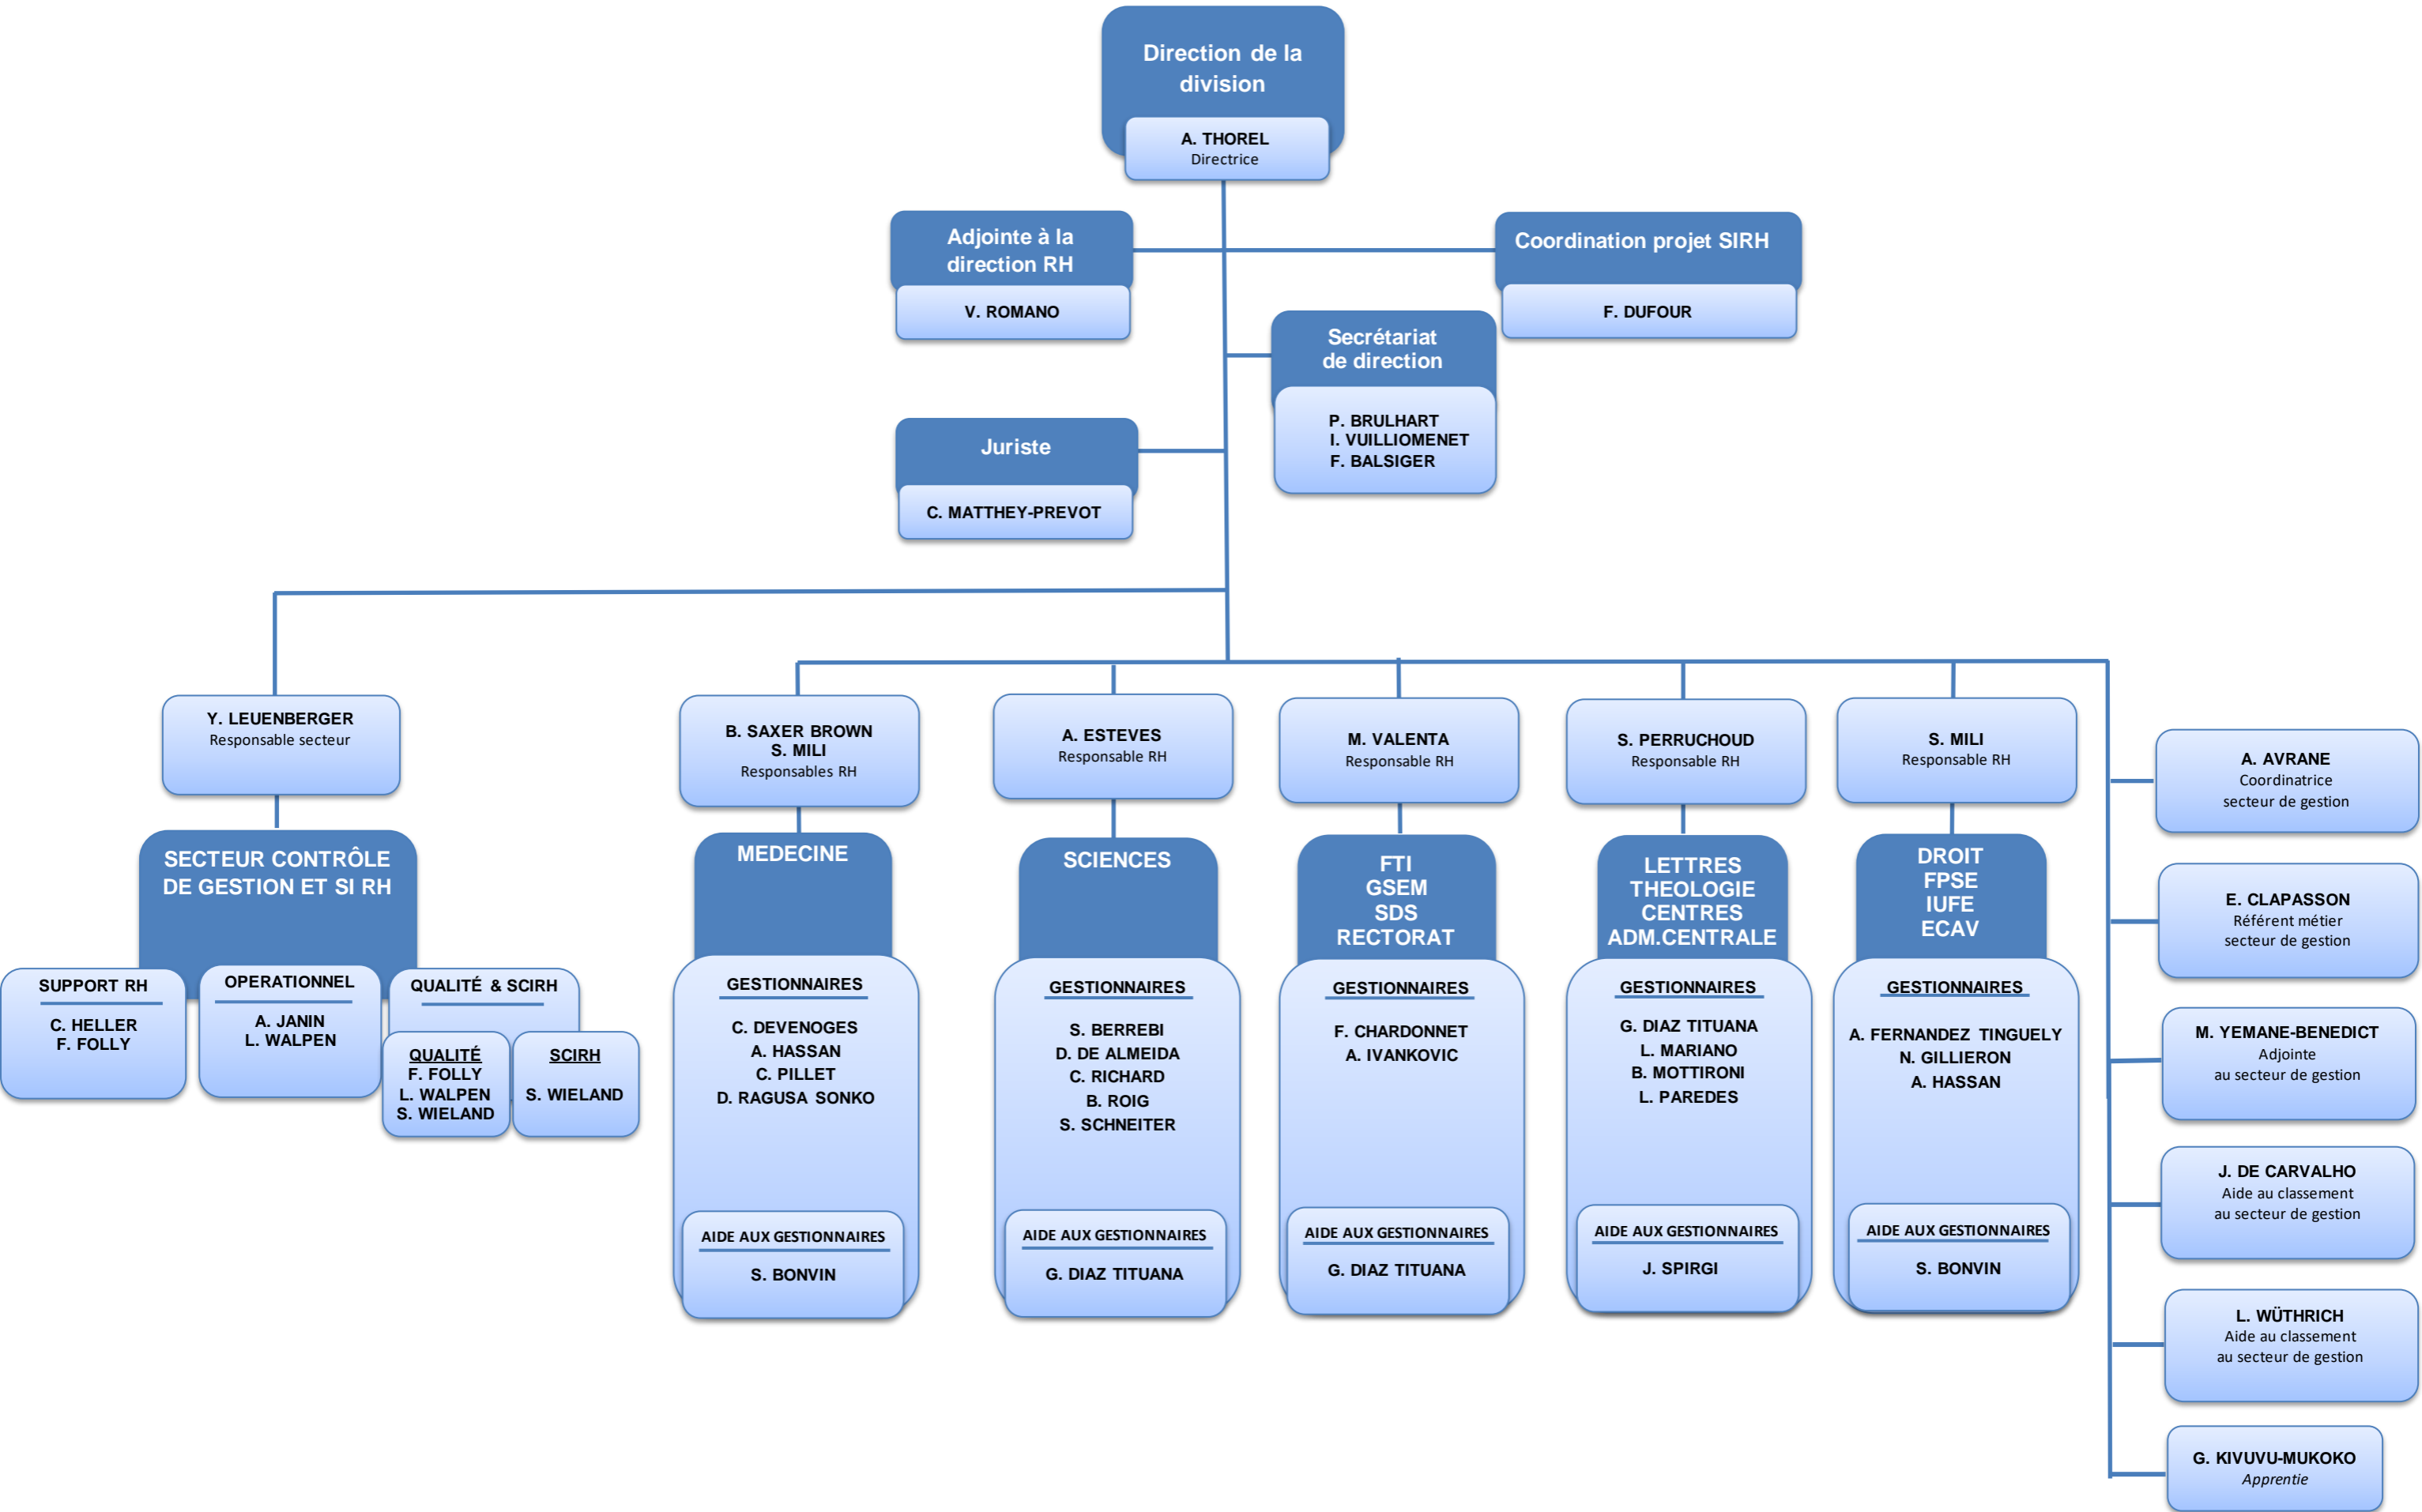 Direction de la
division
A. THOREL
Directrice
Adjointe à la
direction RH
V. ROMANO
Coordination projet SIRH
F. DUFOUR
Secrétariat
de direction
P. BRULHART
I. VUILLIOMENET
F. BALSIGER
Juriste
C. MATTHEY-PREVOT
Y. LEUENBERGER
Responsable secteur
SECTEUR CONTRÔLE
DE GESTION ET SI RH
SUPPORT RH
C. HELLER
F. FOLLY
OPERATIONNEL
A. JANIN
L. WALPEN
QUALITÉ & SCIRH
QUALITÉ
F. FOLLY
L. WALPEN
S. WIELAND
SCIRH
S. WIELAND
B. SAXER BROWN
S. MILI
Responsables RH
MEDECINE
GESTIONNAIRES
C. DEVENOGES
A. HASSAN
C. PILLET
D. RAGUSA SONKO
AIDE AUX GESTIONNAIRES
S. BONVIN
A. ESTEVES
Responsable RH
SCIENCES
GESTIONNAIRES
S. BERREBI
D. DE ALMEIDA
C. RICHARD
B. ROIG
S. SCHNEITER
AIDE AUX GESTIONNAIRES
G. DIAZ TITUANA
M. VALENTA
Responsable RH
FTI
GSEM
SDS
RECTORAT
GESTIONNAIRES
F. CHARDONNET
A. IVANKOVIC
AIDE AUX GESTIONNAIRES
G. DIAZ TITUANA
S. PERRUCHOUD
Responsable RH
LETTRES
THEOLOGIE
CENTRES
ADM.CENTRALE
GESTIONNAIRES
G. DIAZ TITUANA
L. MARIANO
B. MOTTIRONI
L. PAREDES
AIDE AUX GESTIONNAIRES
J. SPIRGI
S. MILI
Responsable RH
DROIT
FPSE
IUFE
ECAV
GESTIONNAIRES
A. FERNANDEZ TINGUELY
N. GILLIERON
A. HASSAN
AIDE AUX GESTIONNAIRES
S. BONVIN
A. AVRANE
Coordinatrice
secteur de gestion
E. CLAPASSON
Référent métier
secteur de gestion
M. YEMANE-BENEDICT
Adjointe
au secteur de gestion
J. DE CARVALHO
Aide au classement
au secteur de gestion
L. WÜTHRICH
Aide au classement
au secteur de gestion
G. KIVUVU-MUKOKO
Apprentie